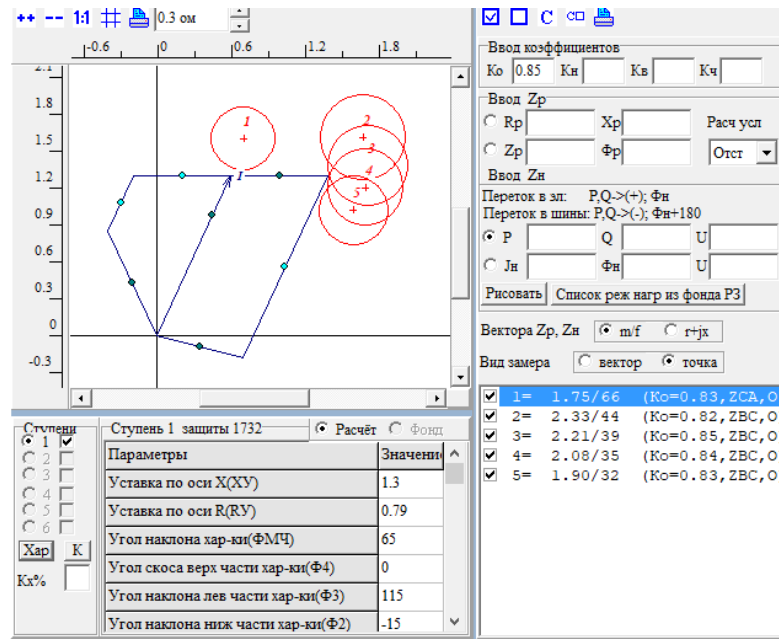 ++ -- 1:1 0.3 ом
-0.6 0 0.6 1.2 1.8
2.1
1.8
1.5
1.2
0.9
0.6
0.3
0
-0.3
1
2
3
4
5
1
С CD
Ввод коэффициентов
Ко 0.85 Кн Кв Кч
Ввод Zр
Rр Хр Расч усл
Zр Фр Отст
Ввод Zн
Переток в эл: P,Q->(+); Фн
Переток в шины: P,Q->(-); Фн+180
P Q U
Jн Фн U
Рисовать Список реж нагр из фонда РЗ
Вектора Zр, Zн m/f r+jx
Вид замера вектор точка
1= 1.75/66 (Ко=0.83,ZCA,О
2= 2.33/44 (Ко=0.82,ZBC,О
3= 2.21/39 (Ко=0.85,ZBC,О
4= 2.08/35 (Ко=0.84,ZBC,О
5= 1.90/32 (Ко=0.83,ZBC,О
Ступени
1
2
3
4
5
6
Хар К
Кх%
Ступень 1 защиты 1732 Расчёт Фонд
Параметры Значени
Уставка по оси X(ХУ) 1.3
Уставка по оси R(RУ) 0.79
Угол наклона хар-ки(ФМЧ) 65
Угол скоса верх части хар-ки(Ф4) 0
Угол наклона лев части хар-ки(Ф3) 115
Угол наклона ниж части хар-ки(Ф2) -15